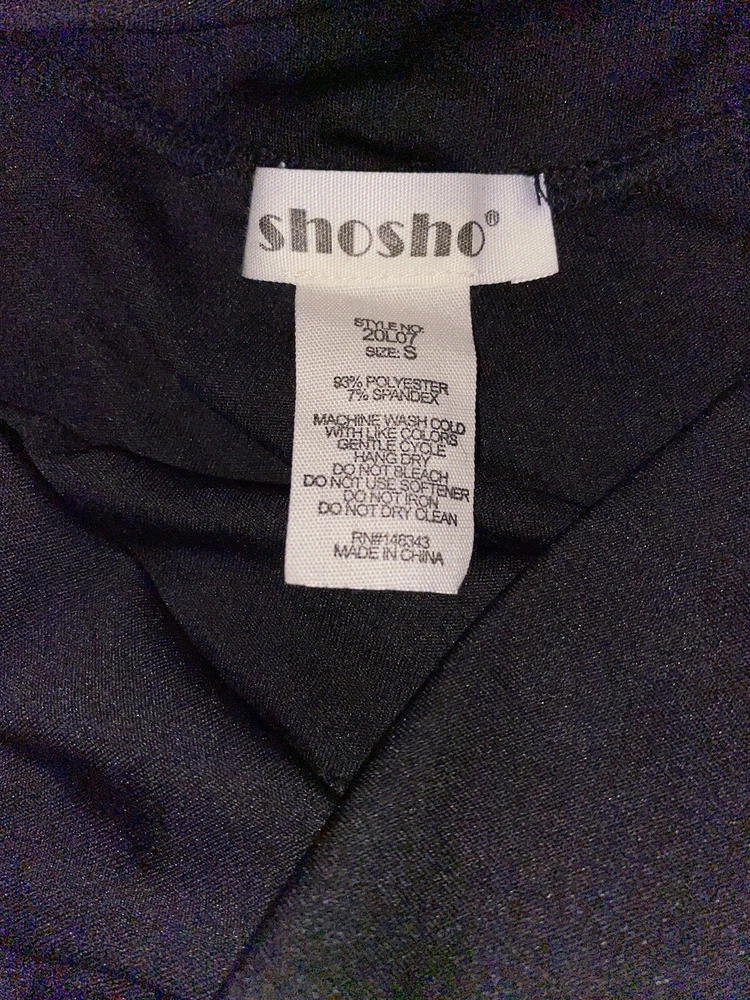 shosho®
STYLE NO:
20L07
SIZE: S
93% POLYESTER
7% SPANDEX
MACHINE WASH COLD
WITH LIKE COLORS
GENTLE CYCLE
HANG DRY
DO NOT BLEACH
DO NOT USE SOFTENER
DO NOT IRON
DO NOT DRY CLEAN
RN#146343
MADE IN CHINA